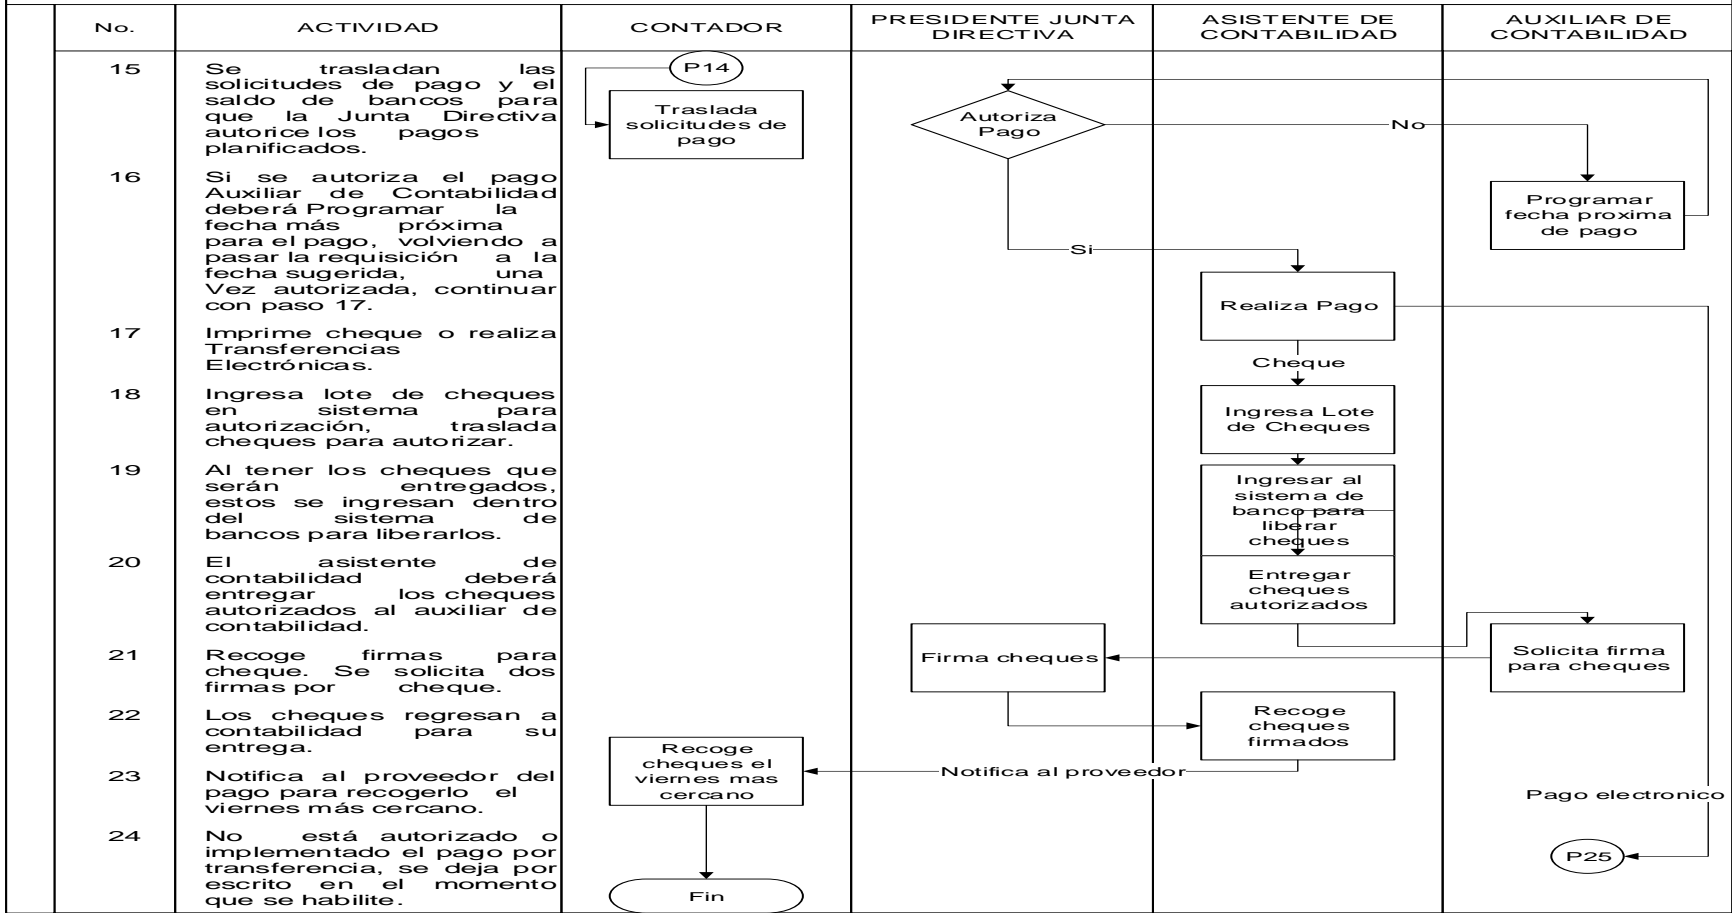 No.
ACTIVIDAD
CONTADOR
PRESIDENTE JUNTA
DIRECTIVA
ASISTENTE DE
CONTABILIDAD
AUXILIAR DE
CONTABILIDAD
15
Se trasladan las
solicitudes de pago y el
saldo de bancos para
que la Junta Directiva
autorice los pagos
planificados.
16
Si se autoriza el pago
Auxiliar de Contabilidad
deberá Programar la
fecha más próxima
para el pago, volviendo a
pasar la requisición a la
fecha sugerida, una
Vez autorizada, continuar
con paso 17.
17
Imprime cheque o realiza
Transferencias
Electrónicas.
18
Ingresa lote de cheques
en sistema para
autorización, traslada
cheques para autorizar.
19
Al tener los cheques que
serán entregados,
estos se ingresan dentro
del sistema de
bancos para liberarlos.
20
El asistente de
contabilidad deberá
entregar los cheques
autorizados al auxiliar de
contabilidad.
21
Recoge firmas para
cheque. Se solicita dos
firmas por cheque.
22
Los cheques regresan a
contabilidad para su
entrega.
23
Notifica al proveedor del
pago para recogerlo el
viernes más cercano.
24
No está autorizado o
implementado el pago por
transferencia, se deja por
escrito en el momento
que se habilite.
P14
Traslada
solicitudes de
pago
Autoriza
Pago
No
Programar
fecha proxima
de pago
Si
Realiza Pago
Cheque
Ingresa Lote
de Cheques
Ingresar al
sistema de
banco para
liberar
cheques
Entregar
cheques
autorizados
Solicita firma
para cheques
Firma cheques
Recoge
cheques
firmados
Notifica al proveedor
Recoge
cheques el
viernes mas
cercano
Pago electronico
P25
Fin